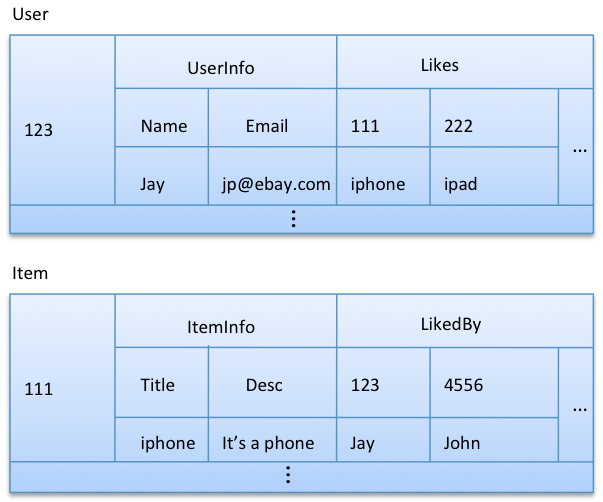 User
UserInfo Likes
123 Name Email 111 222 ...
Jay jp@ebay.com iphone ipad
⋮
Item
ItemInfo LikedBy
111 Title Desc 123 4556 ...
iphone It's a phone Jay John
⋮